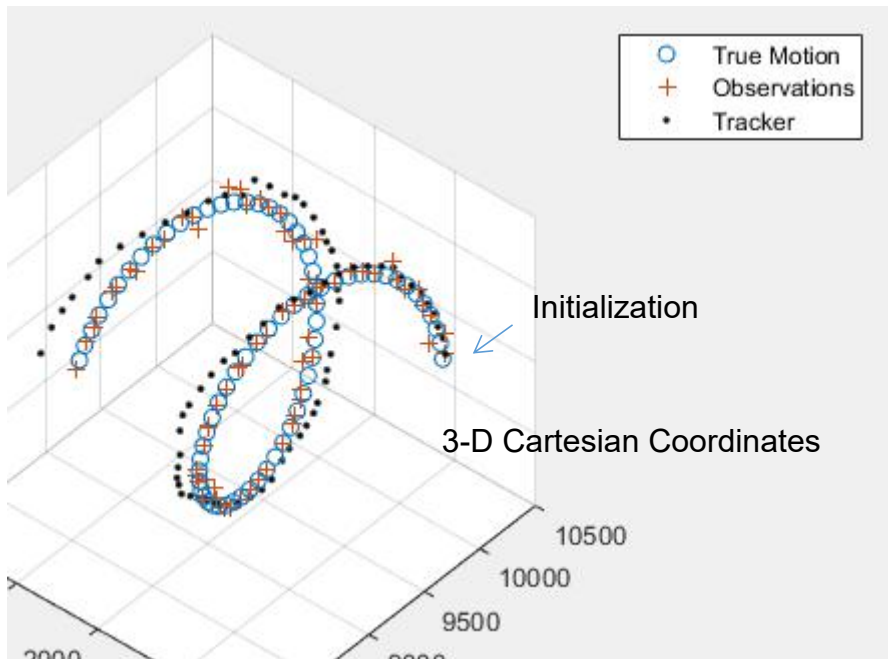 True Motion
Observations
Tracker
Initialization
3-D Cartesian Coordinates
10500
10000
9500